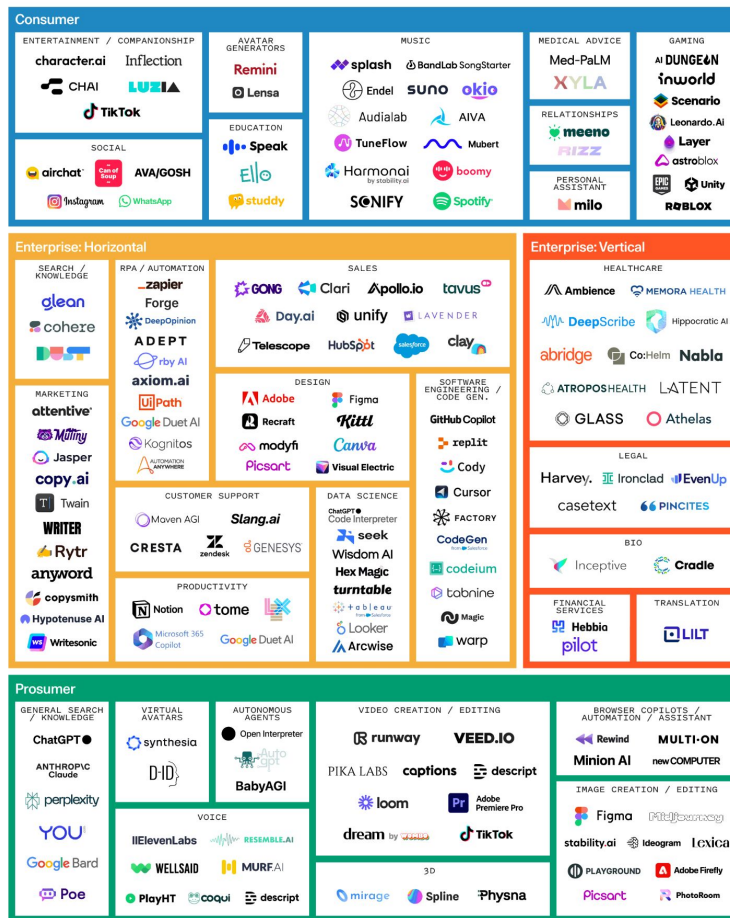 Consumer
ENTERTAINMENT / COMPANIONSHIP
character.ai Inflection
CHAI LUZIA
TikTok
SOCIAL
airchat Can of Soup AVA/GOSH
Instagram WhatsApp
AVATAR
GENERATORS
Remini
Lensa
EDUCATION
Speak
Ello
studdy
MUSIC
splash BandLab SongStarter
Endel suno okio
Audialab AIVA
TuneFlow Mubert
Harmonai
by stability.ai
boomy
SONIFY Spotify
MEDICAL ADVICE
Med-PaLM
XYLA
RELATIONSHIPS
meeno
RIZZ
PERSONAL
ASSISTANT
milo
GAMING
AI DUNGEON
inworld
Scenario
Leonardo.Ai
Layer
astroblox
EPIC GAMES Unity
ROBLOX
Enterprise: Horizontal
SEARCH /
KNOWLEDGE
glean
cohere
DUST
MARKETING
attentive
Mutiny
Jasper
copy.ai
T Twain
WRITER
Rytr
anyword
copysmith
Hypotenuse AI
WS Writesonic
RPA / AUTOMATION
_zapier
Forge
DeepOpinion
ADEPT
rby AI
axiom.ai
UiPath
Google Duet AI
Kognitos
AUTOMATION
ANYWHERE
SALES
GONG Clari Apollo.io tavus
Day.ai unify LAVENDER
Telescope HubSpot salesforce clay
DESIGN
Adobe Figma
Recraft Kittl
modyfi Canva
Picsart Visual Electric
SOFTWARE
ENGINEERING /
CODE GEN.
GitHub Copilot
replit
Cody
Cursor
FACTORY
CodeGen
from Salesforce
codeium
tabnine
Magic
warp
CUSTOMER SUPPORT
Maven AGI Slang.ai
CRESTA zendesk GENESYS
DATA SCIENCE
ChatGPT
Code Interpreter
seek
Wisdom AI
Hex Magic
turntable
+tableau
from Salesforce
Looker
Arcwise
PRODUCTIVITY
Notion tome LEX
Microsoft 365
Copilot
Google Duet AI
Enterprise: Vertical
HEALTHCARE
Ambience MEMORA HEALTH
DeepScribe Hippocratic AI
abridge Co:Helm Nabla
ATROPOS HEALTH LATENT
GLASS Athelas
LEGAL
Harvey. Ironclad EvenUp
casetext PINCITES
BIO
Inceptive Cradle
FINANCIAL
SERVICES
Hebbia
pilot
TRANSLATION
LILT
Prosumer
GENERAL SEARCH
/ KNOWLEDGE
ChatGPT
ANTHROP\C
Claude
perplexity
YOU
Google Bard
Poe
VIRTUAL
AVATARS
synthesia
D-ID
AUTONOMOUS
AGENTS
Open Interpreter
Auto
gpt
BabyAGI
VOICE
IIElevenLabs RESEMBLE.AI
WELLSAID MURF.AI
PlayHT coqui descript
VIDEO CREATION / EDITING
runway VEED.IO
PIKA LABS captions descript
loom Pr Adobe
Premiere Pro
dream by
TikTok
3D
mirage Spline Physna
BROWSER COPILOTS /
AUTOMATION / ASSISTANT
Rewind MULTI·ON
Minion AI new COMPUTER
IMAGE CREATION / EDITING
Figma Midjourney
stability.ai Ideogram Lexica
PLAYGROUND Adobe Firefly
Picsart PhotoRoom